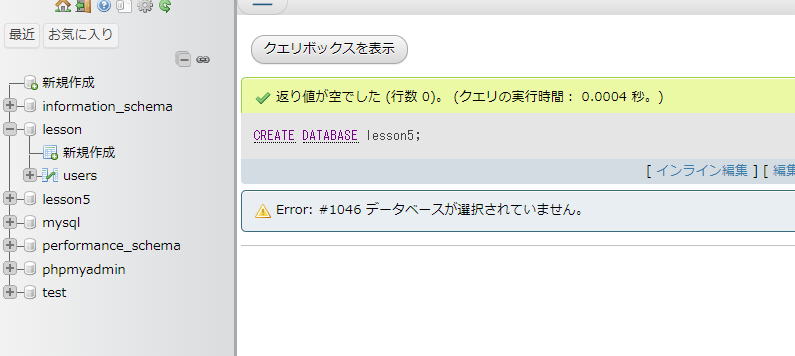 最近 お気に入り
新規作成
information_schema
lesson
新規作成
users
lesson5
mysql
performance_schema
phpmyadmin
test
クエリボックスを表示
返り値が空でした (行数 0)。 (クエリの実行時間： 0.0004 秒。)
CREATE DATABASE lesson5;
[ インライン編集 ] [ 編集
Error: #1046 データベースが選択されていません。